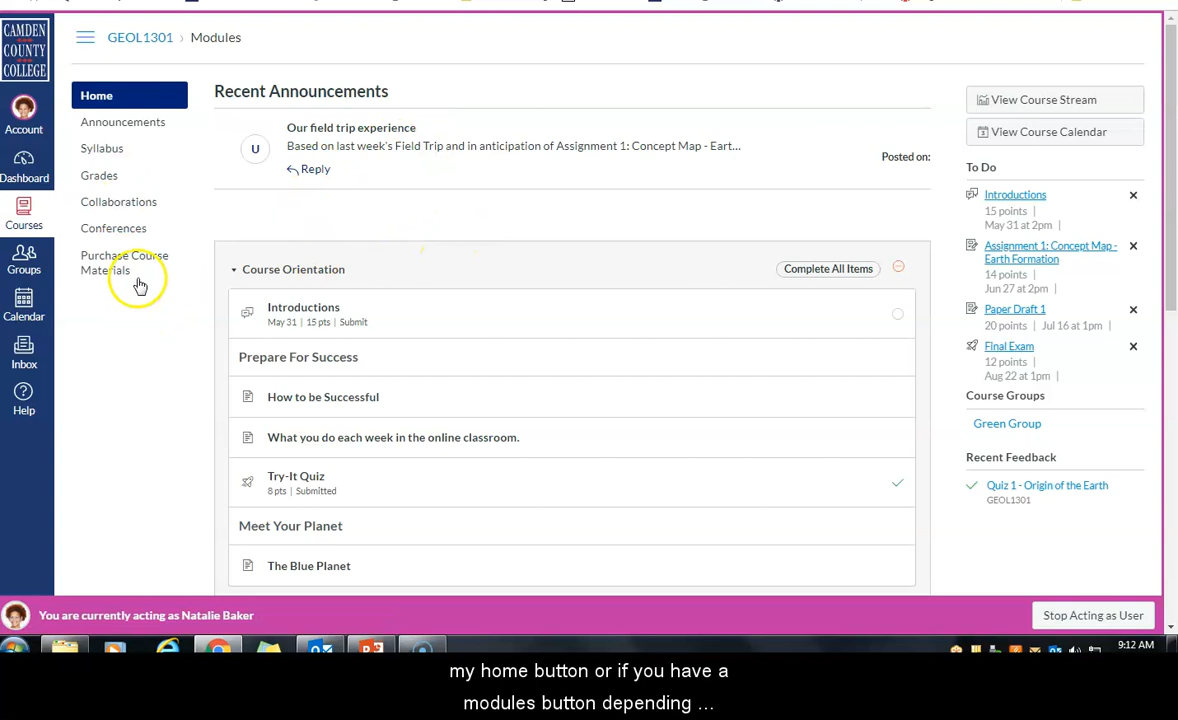 CAMDEN
COUNTY
COLLEGE
Account
Dashboard
Courses
Groups
Calendar
Inbox
Help
GEOL1301 › Modules
Home
Announcements
Syllabus
Grades
Collaborations
Conferences
Purchase Course
Materials
Recent Announcements
U
Our field trip experience
Based on last week's Field Trip and in anticipation of Assignment 1: Concept Map - Eart...
Reply
Posted on:
Course Orientation
Complete All Items
Introductions
May 31 | 15 pts | Submit
Prepare For Success
How to be Successful
What you do each week in the online classroom.
Try-It Quiz
8 pts | Submitted
Meet Your Planet
The Blue Planet
View Course Stream
View Course Calendar
To Do
Introductions
15 points |
May 31 at 2pm |
Assignment 1: Concept Map -
Earth Formation
14 points |
Jun 27 at 2pm |
Paper Draft 1
20 points | Jul 16 at 1pm |
Final Exam
12 points |
Aug 22 at 1pm |
Course Groups
Green Group
Recent Feedback
Quiz 1 - Origin of the Earth
GEOL1301
You are currently acting as Natalie Baker
Stop Acting as User
9:12 AM
my home button or if you have a
modules button depending ...